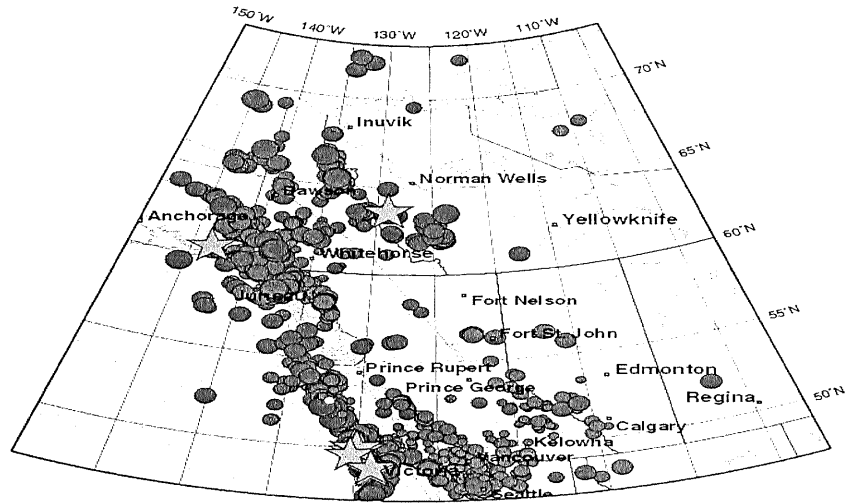 150°W
140°W
130°W
120°W
110°W
70°N
65°N
60°N
55°N
50°N
Inuvik
Norman Wells
Dawson
Anchorage
Yellowknife
Whitehorse
Juneau
Fort Nelson
Fort St. John
Prince Rupert
Edmonton
Prince George
Regina
Calgary
Kelowna
Vancouver
Victoria
Seattle